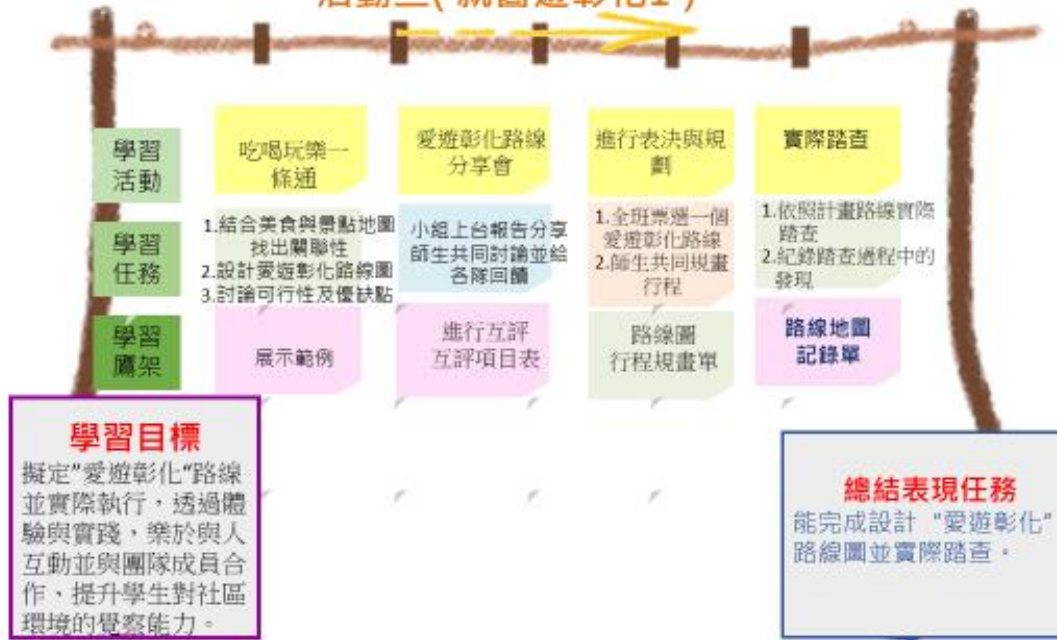 學習
活動
吃喝玩樂一
條通
愛遊彰化路線
分享會
進行表決與規
劃
實際踏查
學習
任務
1.結合美食與景點地圖
找出關聯性
2.設計愛遊彰化路線圖
3.討論可行性及優缺點
小組上台報告分享
師生共同討論並給
各隊回饋
1.全班票選一個
愛遊彰化路線
2.師生共同規畫
行程
1.依照計畫路線實際
踏查
2.紀錄踏查過程中的
發現
學習
鷹架
展示範例
進行互評
互評項目表
路線圖
行程規畫單
路線地圖
記錄單
學習目標
擬定"愛遊彰化"路線
並實際執行，透過體
驗與實踐，樂於與人
互動並與團隊成員合
作、提升學生對社區
環境的覺察能力。
總結表現任務
能完成設計 "愛遊彰化"
路線圖並實際踏查。